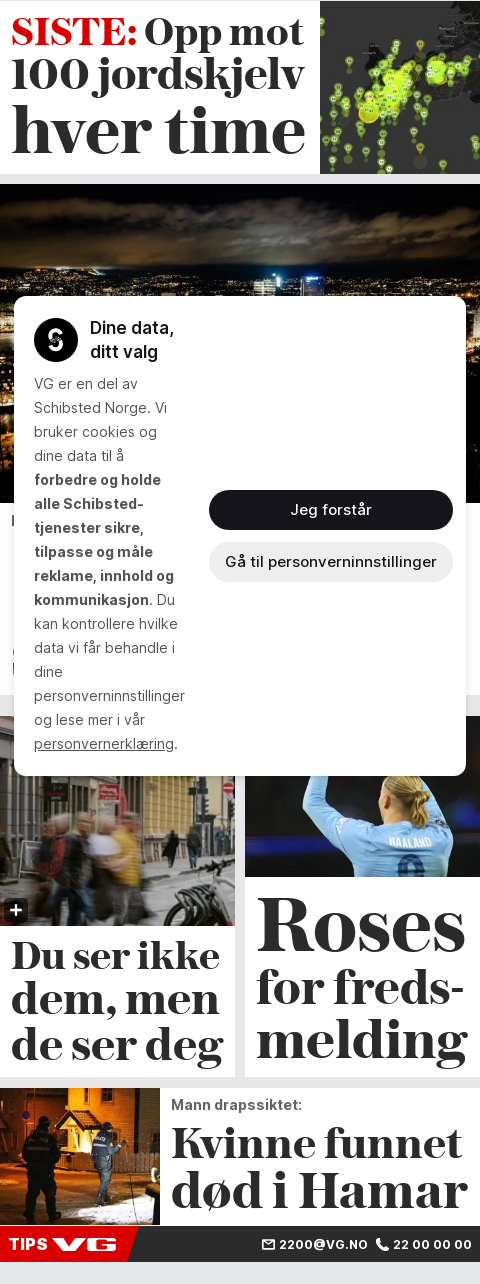 SISTE: Opp mot
100 jordskjelv
hver time
Dine data,
ditt valg
VG er en del av
Schibsted Norge. Vi
bruker cookies og
dine data til å
forbedre og holde
alle Schibsted-
tjenester sikre,
tilpasse og måle
reklame, innhold og
kommunikasjon. Du
kan kontrollere hvilke
data vi får behandle i
dine
personverninnstillinger
og lese mer i vår
personvernerklæring.
Jeg forstår
Gå til personverninnstillinger
HAALAND
Du ser ikke
dem, men
de ser deg
Roses
for freds-
melding
Mann drapssiktet:
Kvinne funnet
død i Hamar
TIPS VG
2200@VG.NO 22 00 00 00